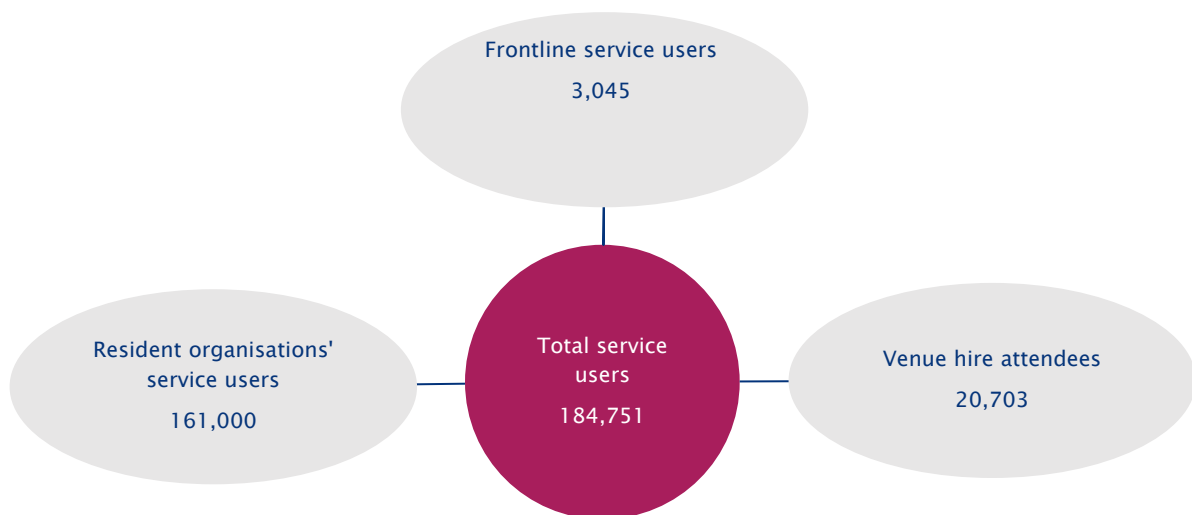 Frontline service users
3,045
Resident organisations'
service users
161,000
Total service
users
184,751
Venue hire attendees
20,703